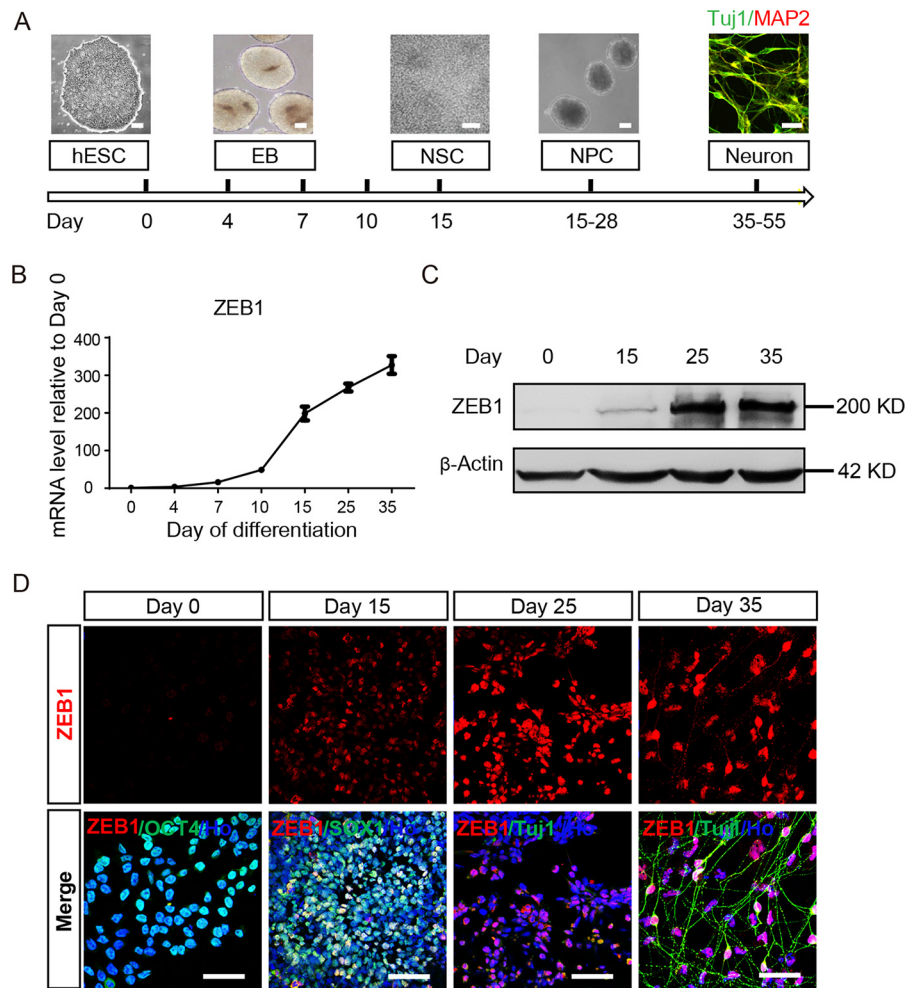 A
Tuj1/MAP2
hESC EB NSC NPC Neuron
Day 0 4 7 10 15 15-28 35-55
B
ZEB1
mRNA level relative to Day 0
400
300
200
100
0
0 4 7 10 15 25 35
Day of differentiation
C
Day 0 15 25 35
ZEB1 200 KD
β-Actin 42 KD
D
Day 0 Day 15 Day 25 Day 35
ZEB1
Merge
ZEB1/OCT4/Ho ZEB1/SOX1/Ho ZEB1/Tuj1/Ho ZEB1/Tuj1/Ho